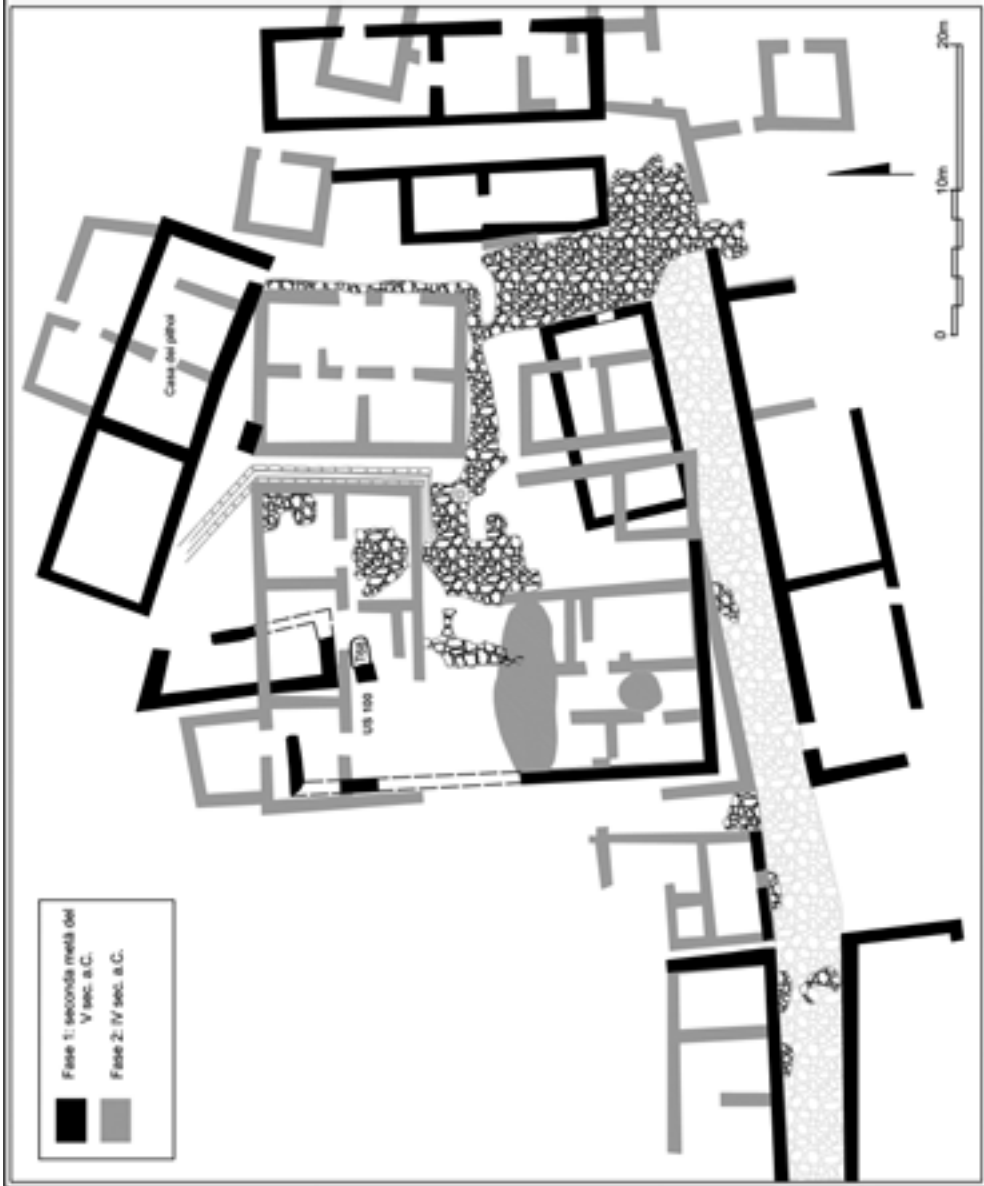 Fase 1: seconda metà del
V sec. a.C.
Fase 2: IV sec. a.C.
Casa dei pithoi
US 100
0
10m
20m